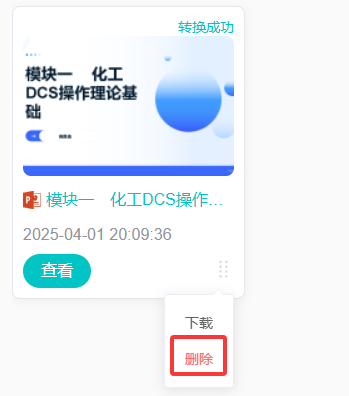 转换成功
模块一 化工
DCS操作理论基
础
模块一 化工DCS操作...
2025-04-01 20:09:36
查看
下载
删除